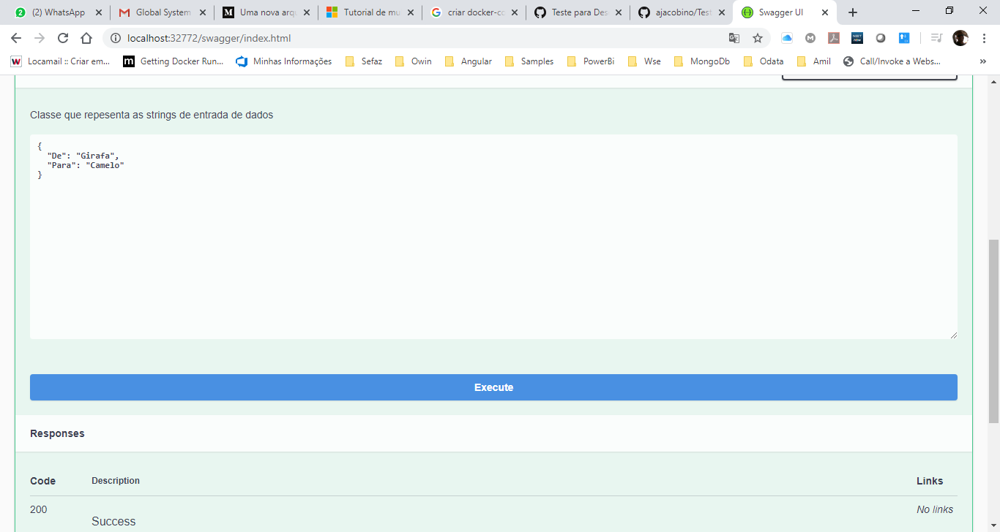 (2) WhatsApp Global System Uma nova arqu Tutorial de mu criar docker-co Teste para Des ajacobino/Test Swagger UI
localhost:32772/swagger/index.html
Locamail :: Criar em... Getting Docker Run... Minhas Informações Sefaz Owin Angular Samples PowerBi Wse MongoDb Odata Amil Call/Invoke a Webs... »
Classe que repesenta as strings de entrada de dados
{
"De": "Girafa",
"Para": "Camelo"
}
Execute
Responses
Code Description Links
200 No links
Success